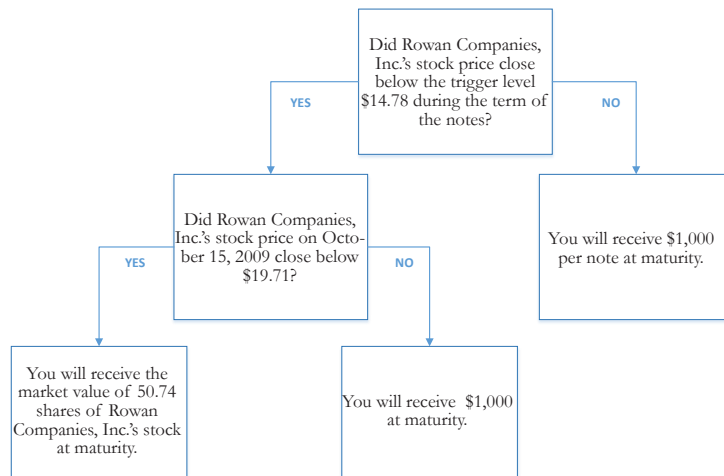 Did Rowan Companies,
Inc.'s stock price close
below the trigger level
$14.78 during the term of
the notes?
YES
NO
Did Rowan Companies,
Inc.'s stock price on Octo-
ber 15, 2009 close below
$19.71?
You will receive $1,000
per note at maturity.
YES
NO
You will receive the
market value of 50.74
shares of Rowan
Companies, Inc.'s stock
at maturity.
You will receive $1,000
at maturity.